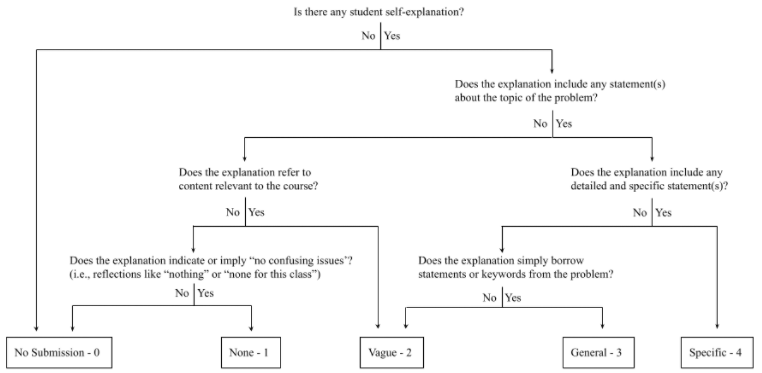 Is there any student self-explanation?
No Yes
Does the explanation include any statement(s)
about the topic of the problem?
No Yes
Does the explanation refer to
content relevant to the course?
No Yes
Does the explanation include any
detailed and specific statement(s)?
No Yes
Does the explanation indicate or imply “no confusing issues’?
(i.e., reflections like “nothing” or “none for this class”)
No Yes
Does the explanation simply borrow
statements or keywords from the problem?
No Yes
No Submission - 0
None - 1
Vague - 2
General - 3
Specific - 4